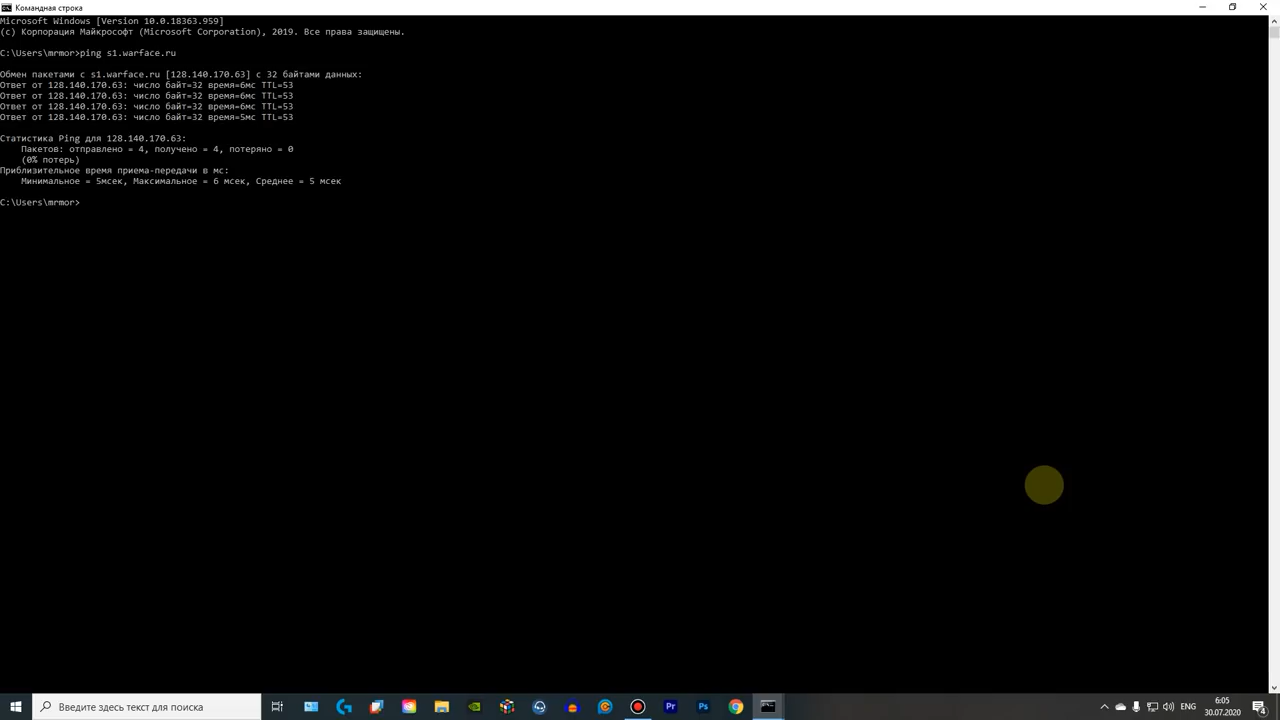 Командная строка
Microsoft Windows [Version 10.0.18363.959]
(c) Корпорация Майкрософт (Microsoft Corporation), 2019. Все права защищены.
C:\Users\mrmor>ping s1.warface.ru
Обмен пакетами с s1.warface.ru [128.140.170.63] с 32 байтами данных:
Ответ от 128.140.170.63: число байт=32 время=6мс TTL=53
Ответ от 128.140.170.63: число байт=32 время=6мс TTL=53
Ответ от 128.140.170.63: число байт=32 время=6мс TTL=53
Ответ от 128.140.170.63: число байт=32 время=5мс TTL=53
Статистика Ping для 128.140.170.63:
Пакетов: отправлено = 4, получено = 4, потеряно = 0
(0% потерь)
Приблизительное время приема-передачи в мс:
Минимальное = 5мсек, Максимальное = 6 мсек, Среднее = 5 мсек
C:\Users\mrmor>
Введите здесь текст для поиска
Pr
Ps
ENG
6:05
30.07.2020
4